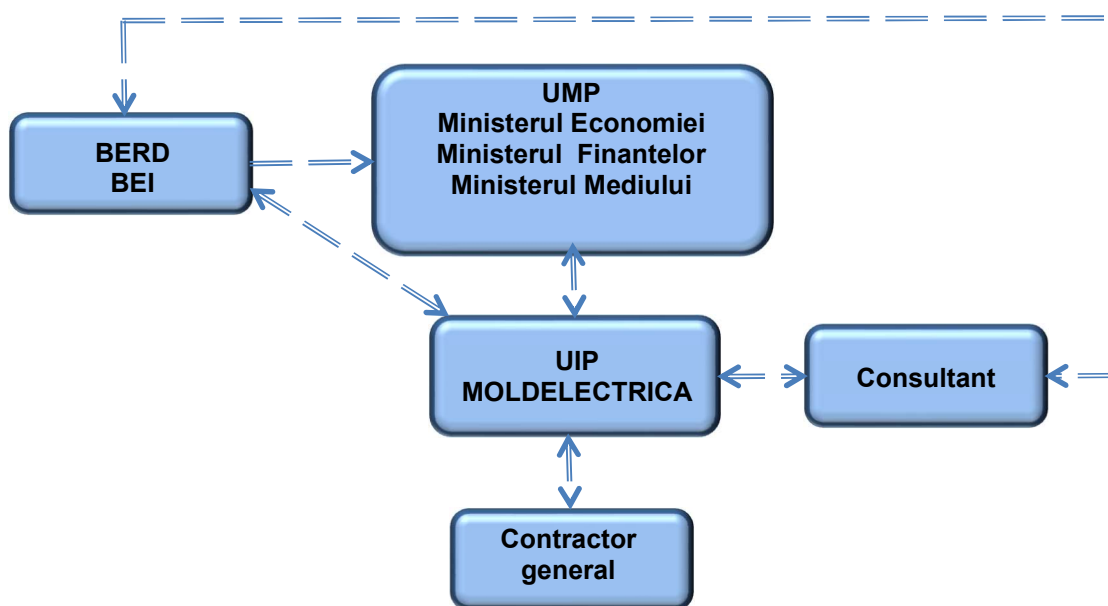 UMP
Ministerul Economiei
Ministerul Finantelor
Ministerul Mediului
BERD
BEI
UIP
MOLDELECTRICA
Consultant
Contractor
general